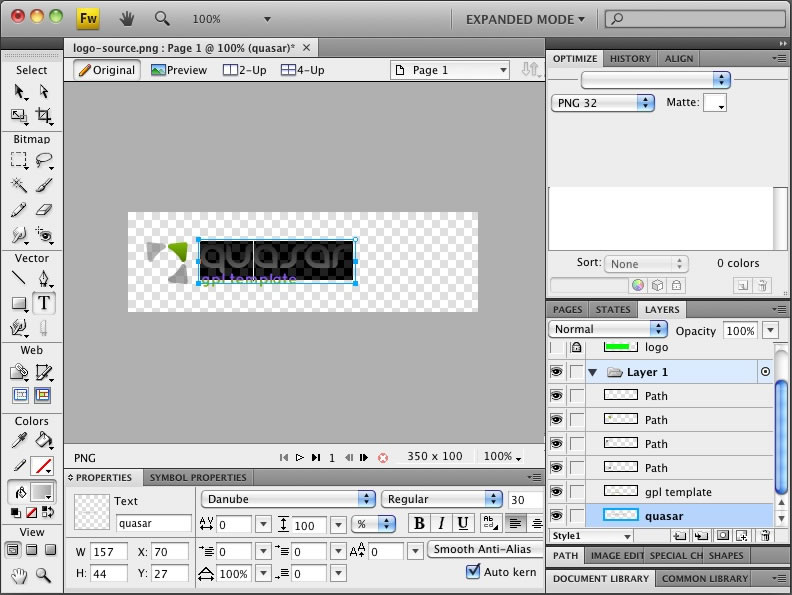 Fw 100% EXPANDED MODE
logo-source.png : Page 1 @ 100% (quasar)*
Original Preview 2-Up 4-Up Page 1
Select
Bitmap
Vector
T
Web
Colors
View
quasar
gpl template
PNG 1 350 x 100 100%
PROPERTIES SYMBOL PROPERTIES
Text
quasar
W 157 X: 70
H: 44 Y: 27
Danube Regular 30
0 100 % B I U
0 0 0 Smooth Anti-Alias
100% 0 Auto kern
OPTIMIZE HISTORY ALIGN
PNG 32 Matte:
Sort: None 0 colors
PAGES STATES LAYERS
Normal Opacity 100%
logo
Layer 1
Path
Path
Path
Path
gpl template
quasar
Style1
PATH IMAGE EDIT SPECIAL CH SHAPES
DOCUMENT LIBRARY COMMON LIBRARY